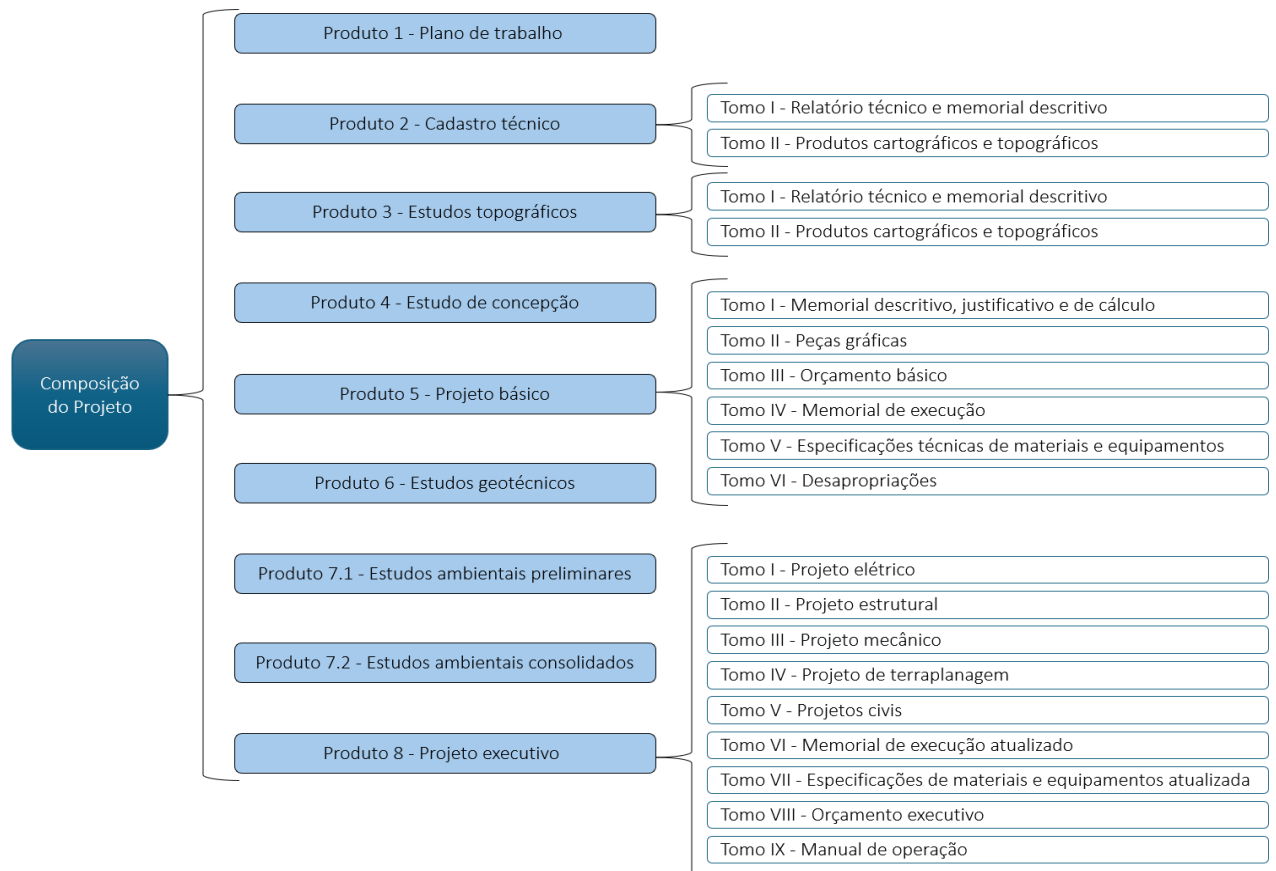 Composição
do Projeto
Produto 1 - Plano de trabalho
Produto 2 - Cadastro técnico
Tomo I - Relatório técnico e memorial descritivo
Tomo II - Produtos cartográficos e topográficos
Produto 3 - Estudos topográficos
Tomo I - Relatório técnico e memorial descritivo
Tomo II - Produtos cartográficos e topográficos
Produto 4 - Estudo de concepção
Produto 5 - Projeto básico
Tomo I - Memorial descritivo, justificativo e de cálculo
Tomo II - Peças gráficas
Tomo III - Orçamento básico
Tomo IV - Memorial de execução
Tomo V - Especificações técnicas de materiais e equipamentos
Tomo VI - Desapropriações
Produto 6 - Estudos geotécnicos
Produto 7.1 - Estudos ambientais preliminares
Produto 7.2 - Estudos ambientais consolidados
Produto 8 - Projeto executivo
Tomo I - Projeto elétrico
Tomo II - Projeto estrutural
Tomo III - Projeto mecânico
Tomo IV - Projeto de terraplanagem
Tomo V - Projetos civis
Tomo VI - Memorial de execução atualizado
Tomo VII - Especificações de materiais e equipamentos atualizada
Tomo VIII - Orçamento executivo
Tomo IX - Manual de operação